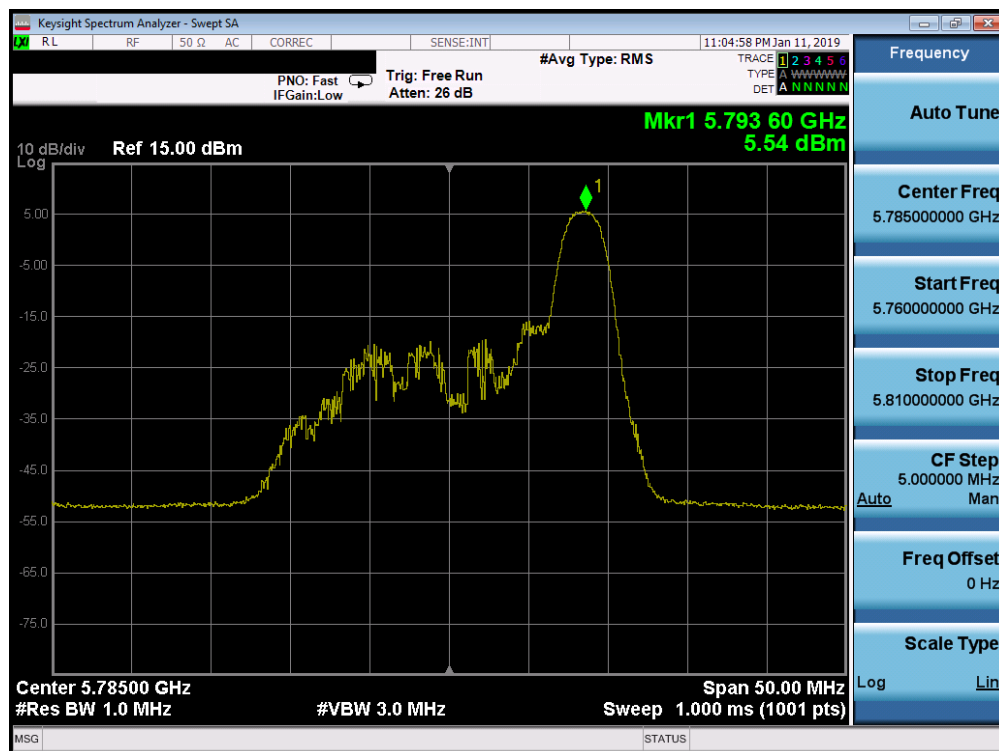 Keysight Spectrum Analyzer - Swept SA
LXI RL RF 50 Ω AC CORREC SENSE:INT 11:04:58 PM Jan 11, 2019
#Avg Type: RMS TRACE 1 2 3 4 5 6
PNO: Fast Trig: Free Run TYPE A WWWWW
IFGain:Low Atten: 26 dB DET A N N N N N
Mkr1 5.793 60 GHz
5.54 dBm
10 dB/div Ref 15.00 dBm
Log
1
5.00
-5.00
-15.0
-25.0
-35.0
-45.0
-55.0
-65.0
-75.0
Center 5.78500 GHz Span 50.00 MHz
#Res BW 1.0 MHz #VBW 3.0 MHz Sweep 1.000 ms (1001 pts)
MSG STATUS
Frequency
Auto Tune
Center Freq
5.785000000 GHz
Start Freq
5.760000000 GHz
Stop Freq
5.810000000 GHz
CF Step
5.000000 MHz
Auto Man
Freq Offset
0 Hz
Scale Type
Log Lin